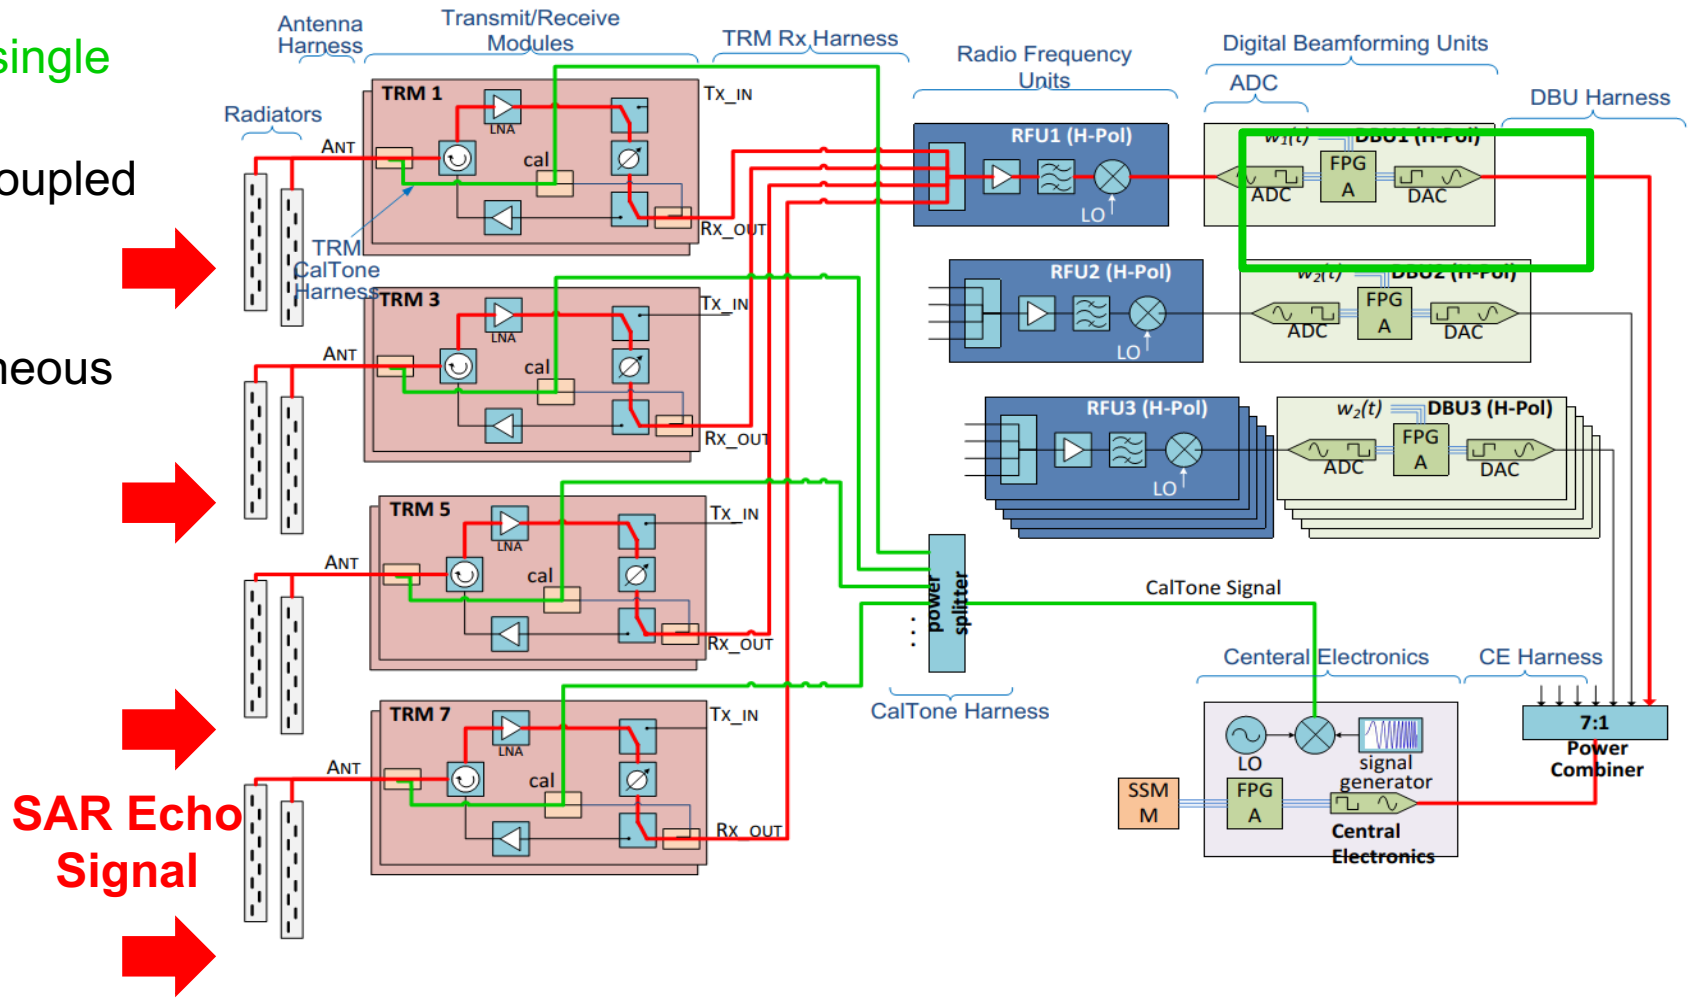 single
oupled
neous
SAR Echo
Signal
Antenna
Harness
Transmit/Receive
Modules
TRM Rx Harness
Radio Frequency
Units
Digital Beamforming Units
ADC
DBU Harness
Radiators
TRM 1
LNA
cal
ANT
TX_IN
RX_OUT
TRM
CalTone
Harness
TRM 3
LNA
cal
ANT
TX_IN
RX_OUT
TRM 5
LNA
cal
ANT
TX_IN
RX_OUT
TRM 7
LNA
cal
ANT
TX_IN
RX_OUT
RFU1 (H-Pol)
LO
w1(t)
DBU1 (H-Pol)
ADC
FPG
A
DAC
RFU2 (H-Pol)
LO
w2(t)
DBU2 (H-Pol)
ADC
FPG
A
DAC
RFU3 (H-Pol)
LO
w2(t)
DBU3 (H-Pol)
ADC
FPG
A
DAC
power
splitter
CalTone Signal
CalTone Harness
Centeral Electronics
CE Harness
LO
signal
generator
SSM
M
FPG
A
Central
Electronics
7:1
Power
Combiner